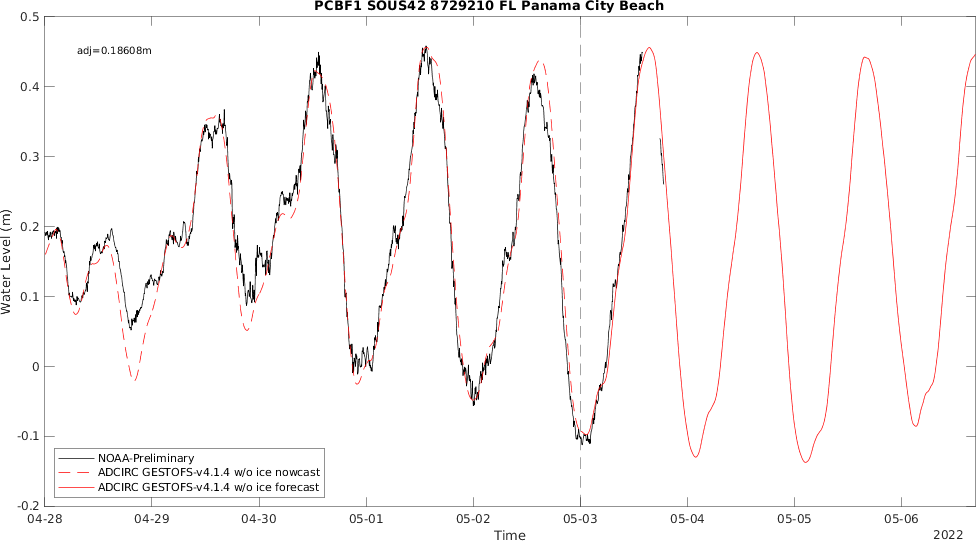 PCBF1 SOUS42 8729210 FL Panama City Beach
adj=0.18608m
0.5
0.4
0.3
0.2
0.1
0
-0.1
-0.2
Water Level (m)
NOAA-Preliminary
ADCIRC GESTOFS-v4.1.4 w/o ice nowcast
ADCIRC GESTOFS-v4.1.4 w/o ice forecast
04-28 04-29 04-30 05-01 05-02 05-03 05-04 05-05 05-06
Time
2022